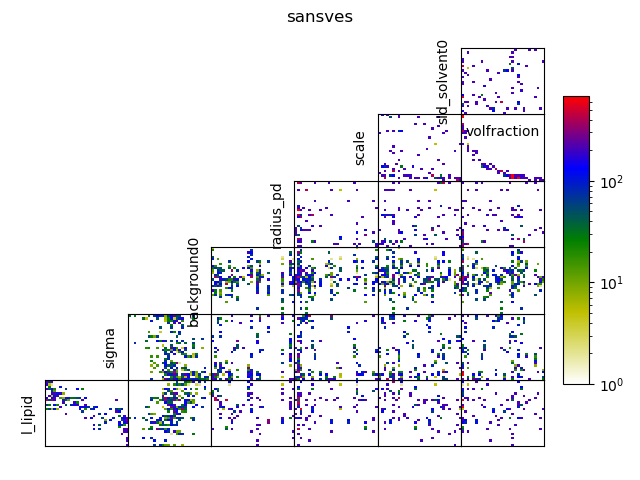 sansves
sld_solvent0
volfraction
scale
radius_pd
background0
sigma
l_lipid
10²
10¹
10⁰